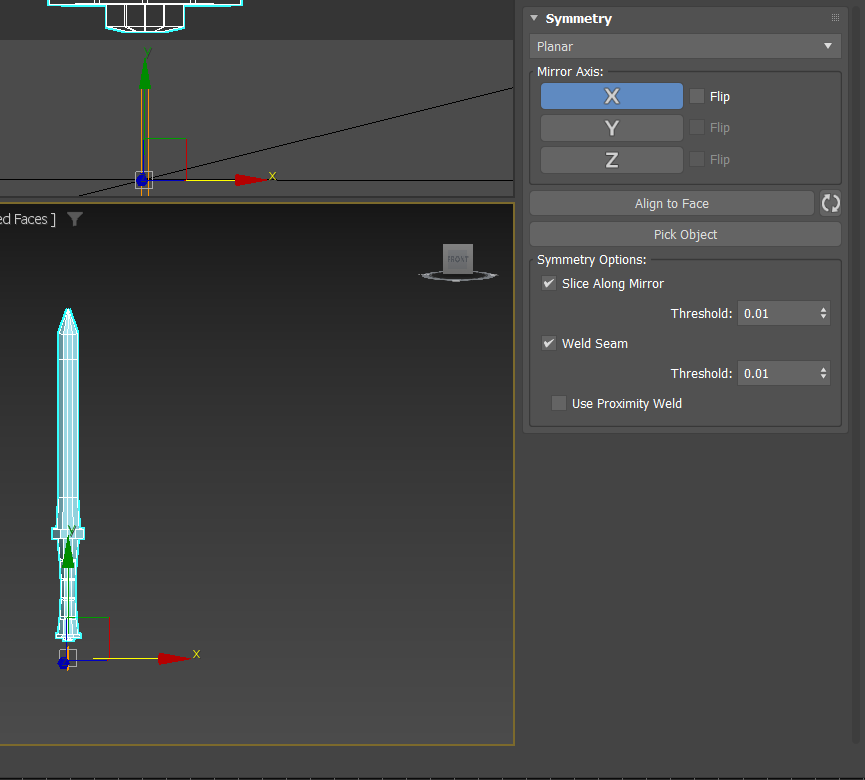 Symmetry
Planar
Mirror Axis:
X Flip
Y Flip
Z Flip
Align to Face
Pick Object
Symmetry Options:
Slice Along Mirror
Threshold: 0.01
Weld Seam
Threshold: 0.01
Use Proximity Weld
y
x
ed Faces ]
FRONT
Y
x